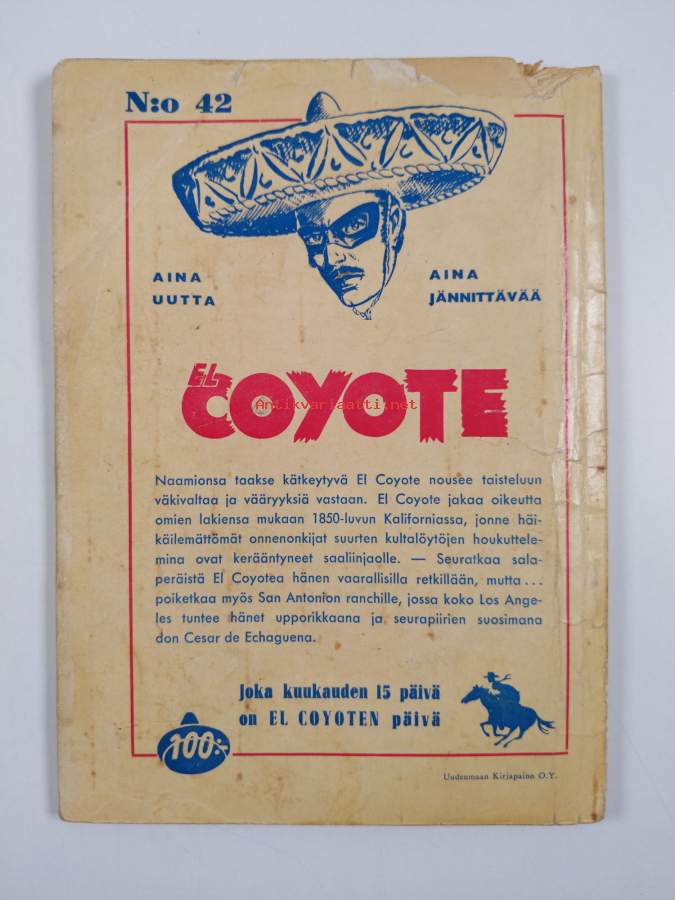 N:o 42
AINA
UUTTA
AINA
JÄNNITTÄVÄÄ
EL
COYOTE
Antikvariaatti.net
Naamionsa taakse kätkeytyvä El Coyote nousee taisteluun
väkivaltaa ja vääryyksiä vastaan. El Coyote jakaa oikeutta
omien lakiensa mukaan 1850-luvun Kaliforniassa, jonne häi-
käilemättömät onnenonkijat suurten kultalöytöjen houkuttele-
mina ovat kerääntyneet saaliinjaolle. — Seuratkaa sala-
peräistä El Coyotea hänen vaarallisilla retkillään, mutta...
poiketkaa myös San Antonion ranchille, jossa koko Los Ange-
les tuntee hänet upporikkaana ja seurapiirien suosimana
don Cesar de Echaguena.
Joka kuukauden 15 päivä
on EL COYOTEN päivä
100:-
Uudenmaan Kirjapaino O.Y.